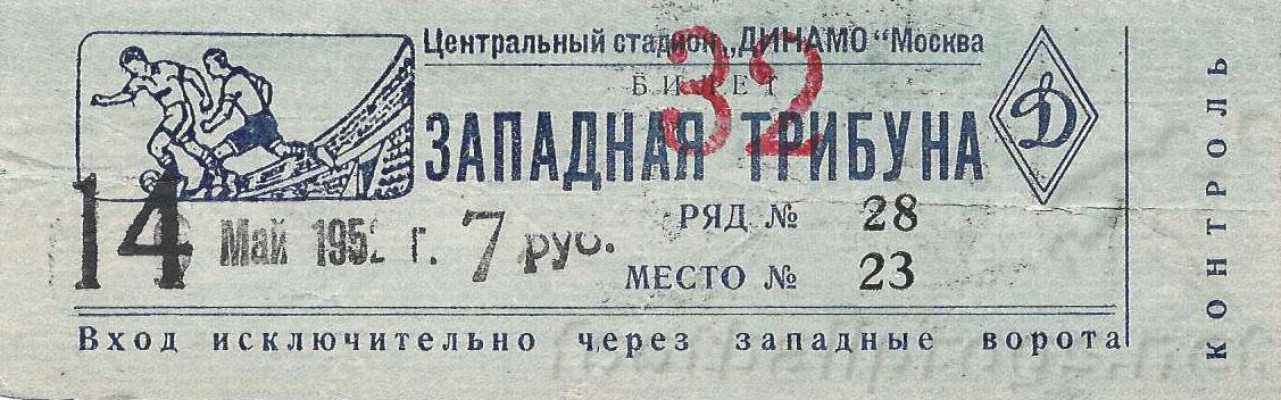 Центральный стадион „ДИНАМО“ Москва
БИЛЕТ
32
ЗАПАДНАЯ ТРИБУНА
Д
РЯД № 28
14 Май 1952 г. 7 руб.
МЕСТО № 23
Вход исключительно через западные ворота
КОНТРОЛЬ